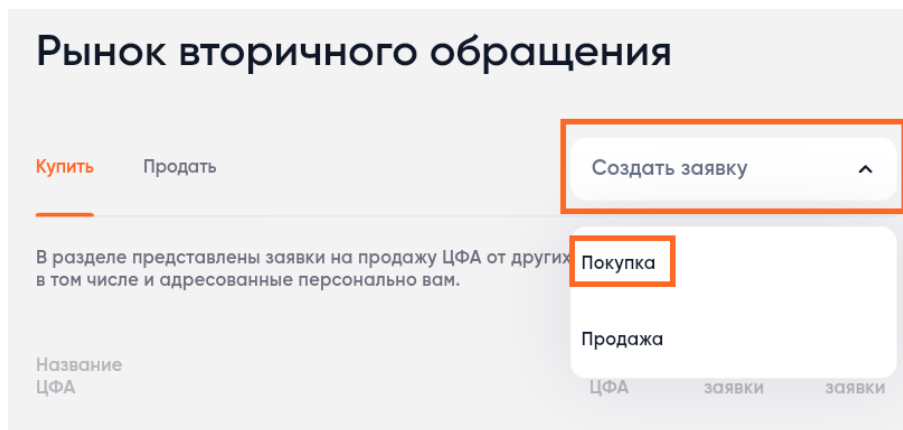 Рынок вторичного обращения
Купить Продать Создать заявку
В разделе представлены заявки на продажу ЦФА от других
в том числе и адресованные персонально вам.
Покупка
Продажа
Название
ЦФА ЦФА заявки заявки